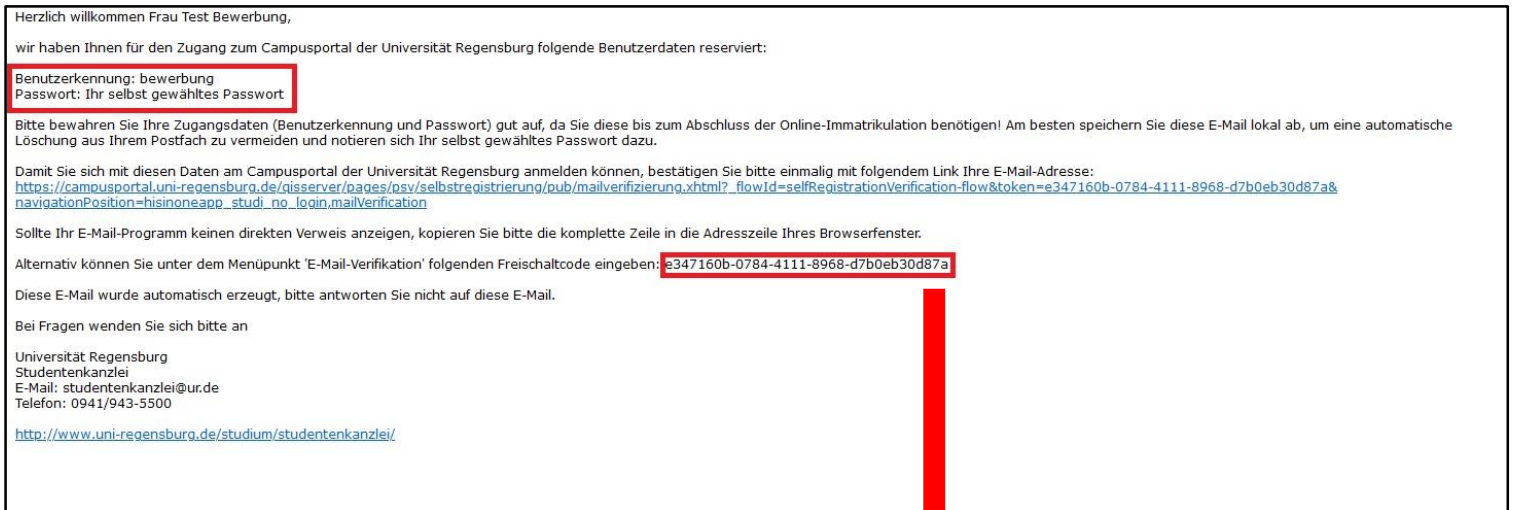 Herzlich willkommen Frau Test Bewerbung,
wir haben Ihnen für den Zugang zum Campusportal der Universität Regensburg folgende Benutzerdaten reserviert:
Benutzerkennung: bewerbung
Passwort: Ihr selbst gewähltes Passwort
Bitte bewahren Sie Ihre Zugangsdaten (Benutzerkennung und Passwort) gut auf, da Sie diese bis zum Abschluss der Online-Immatrikulation benötigen! Am besten speichern Sie diese E-Mail lokal ab, um eine automatische
Löschung aus Ihrem Postfach zu vermeiden und notieren sich Ihr selbst gewähltes Passwort dazu.
Damit Sie sich mit diesen Daten am Campusportal der Universität Regensburg anmelden können, bestätigen Sie bitte einmalig mit folgendem Link Ihre E-Mail-Adresse:
https://campusportal.uni-regensburg.de/qisserver/pages/psv/selbstregistrierung/pub/mailverifizierung.xhtml?_flowId=selfRegistrationVerification-flow&token=e347160b-0784-4111-8968-d7b0eb30d87a&
navigationPosition=hisinoneapp_studi_no_login,mailVerification
Sollte Ihr E-Mail-Programm keinen direkten Verweis anzeigen, kopieren Sie bitte die komplette Zeile in die Adresszeile Ihres Browserfenster.
Alternativ können Sie unter dem Menüpunkt 'E-Mail-Verifikation' folgenden Freischaltcode eingeben: e347160b-0784-4111-8968-d7b0eb30d87a
Diese E-Mail wurde automatisch erzeugt, bitte antworten Sie nicht auf diese E-Mail.
Bei Fragen wenden Sie sich bitte an
Universität Regensburg
Studentenkanzlei
E-Mail: studentenkanzlei@ur.de
Telefon: 0941/943-5500
http://www.uni-regensburg.de/studium/studentenkanzlei/